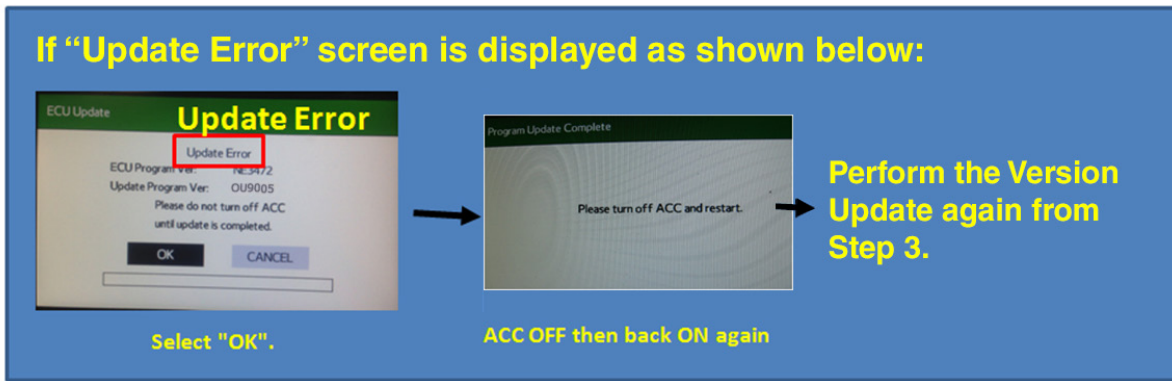 If “Update Error” screen is displayed as shown below:
ECU Update
Update Error
Update Error
ECU Program Ver: NE3472
Update Program Ver: OU9005
Please do not turn off ACC
until update is completed.
OK CANCEL
Select "OK".
Program Update Complete
Please turn off ACC and restart.
ACC OFF then back ON again
Perform the Version
Update again from
Step 3.